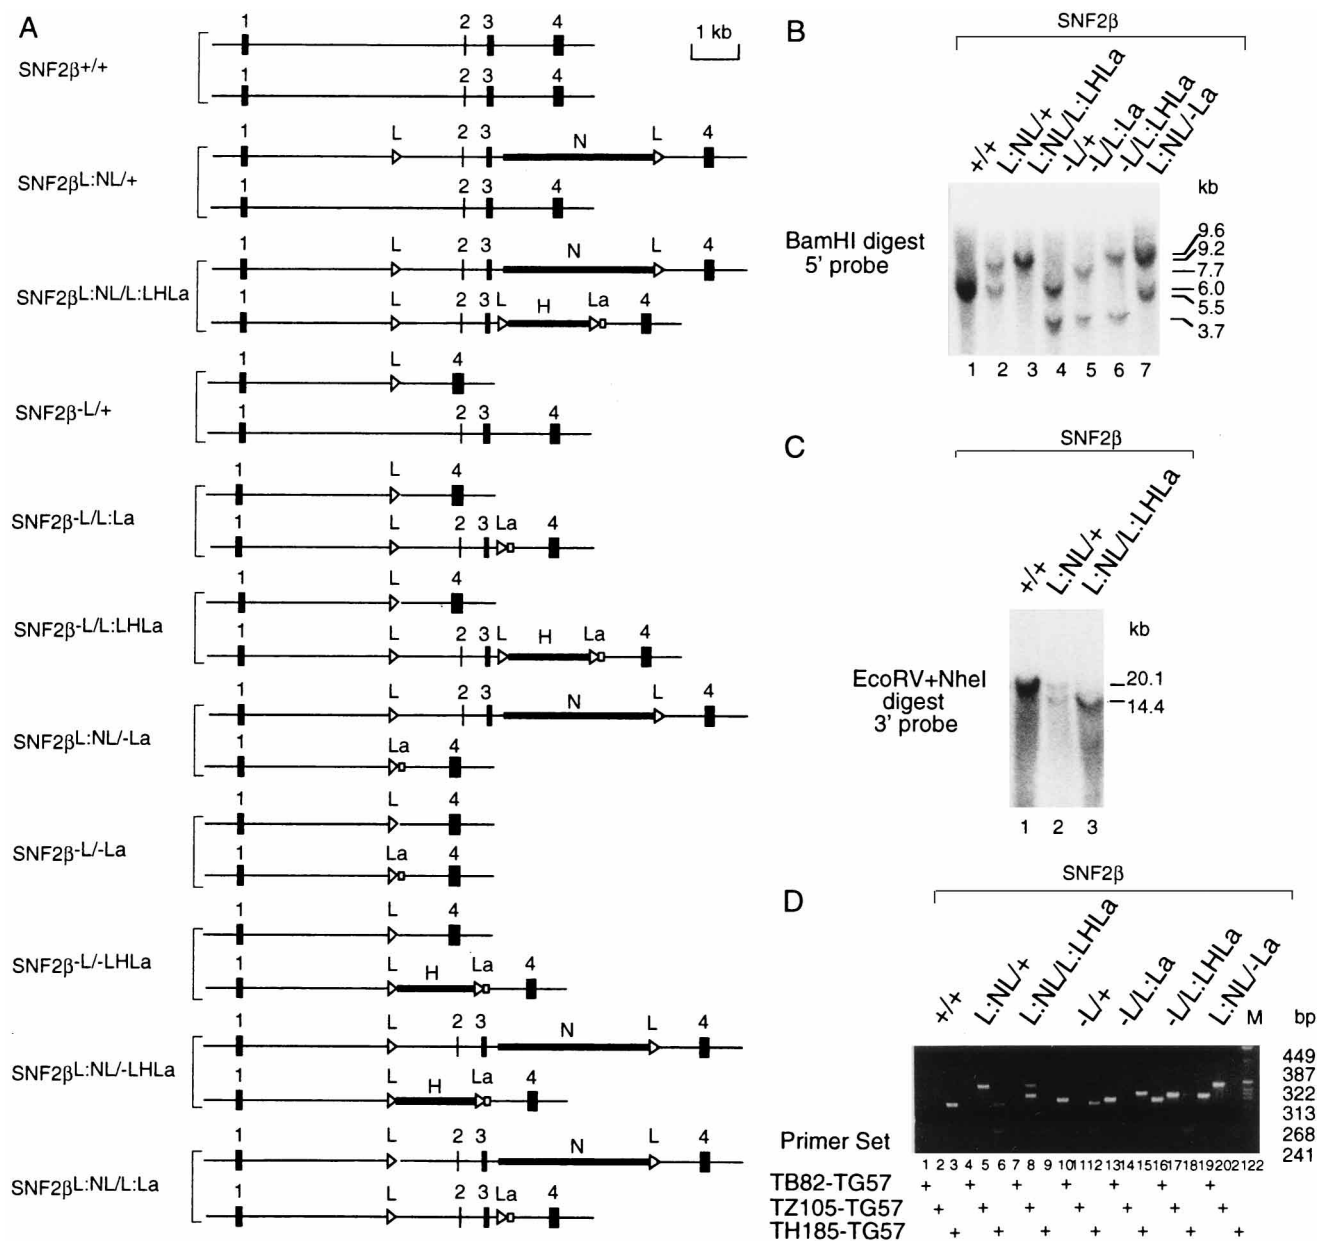 A
1 2 3 4
1 kb
SNF2β+/+
1 2 3 4
1 L 2 3 N L 4
SNF2βL:NL/+
1 2 3 4
1 L 2 3 N L 4
SNF2βL:NL/L:LHLa
1 L 2 3 L H La 4
1 L 4
SNF2β-L/+
1 2 3 4
1 L 4
SNF2β-L/L:La
1 L 2 3 La 4
1 L 4
SNF2β-L/L:LHLa
1 L 2 3 L H La 4
1 L 2 3 N L 4
SNF2βL:NL/-La
1 La 4
1 L 4
SNF2β-L/-La
1 La 4
1 L 4
SNF2β-L/-LHLa
1 L H La 4
1 L 2 3 N L 4
SNF2βL:NL/-LHLa
1 L H La 4
1 L 2 3 N L 4
SNF2βL:NL/L:La
1 L 2 3 La 4
B
SNF2β
+/+
L:NL/+
L:NL/L:LHLa
-L/+
-L/L:La
-L/L:LHLa
L:NL/-La
kb
BamHI digest
5' probe
9.6
9.2
7.7
6.0
5.5
3.7
1 2 3 4 5 6 7
C
SNF2β
+/+
L:NL/+
L:NL/L:LHLa
kb
EcoRV+NheI
digest
3' probe
20.1
14.4
1 2 3
D
SNF2β
+/+
L:NL/+
L:NL/L:LHLa
-L/+
-L/L:La
-L/L:LHLa
L:NL/-La
M
bp
449
387
322
313
268
241
Primer Set
1 2 3 4 5 6 7 8 9 10 11 12 13 14 15 16 17 18 19 20 21 22
TB82-TG57 + + + + + + +
TZ105-TG57 + + + + + + +
TH185-TG57 + + + + + + +